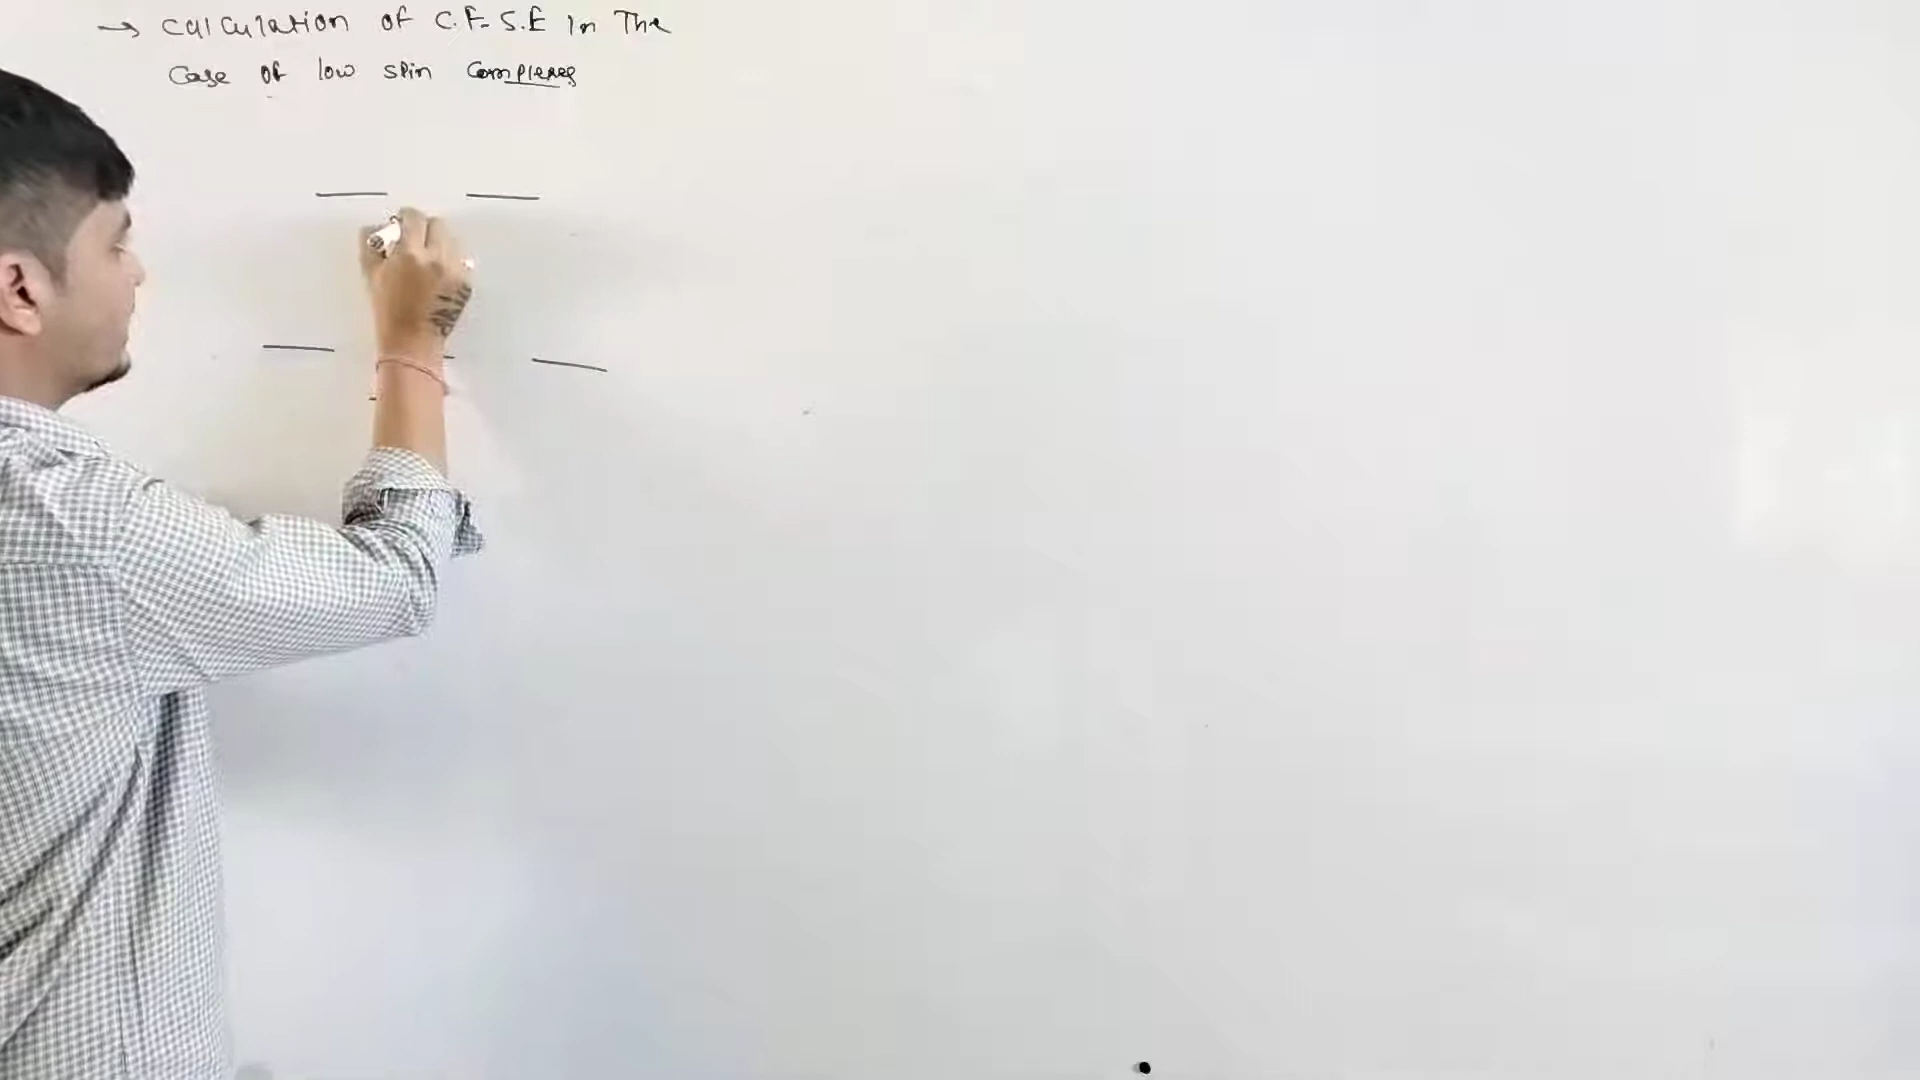 → Calculation of C.F.S.E In The
Case of low spin Complexes